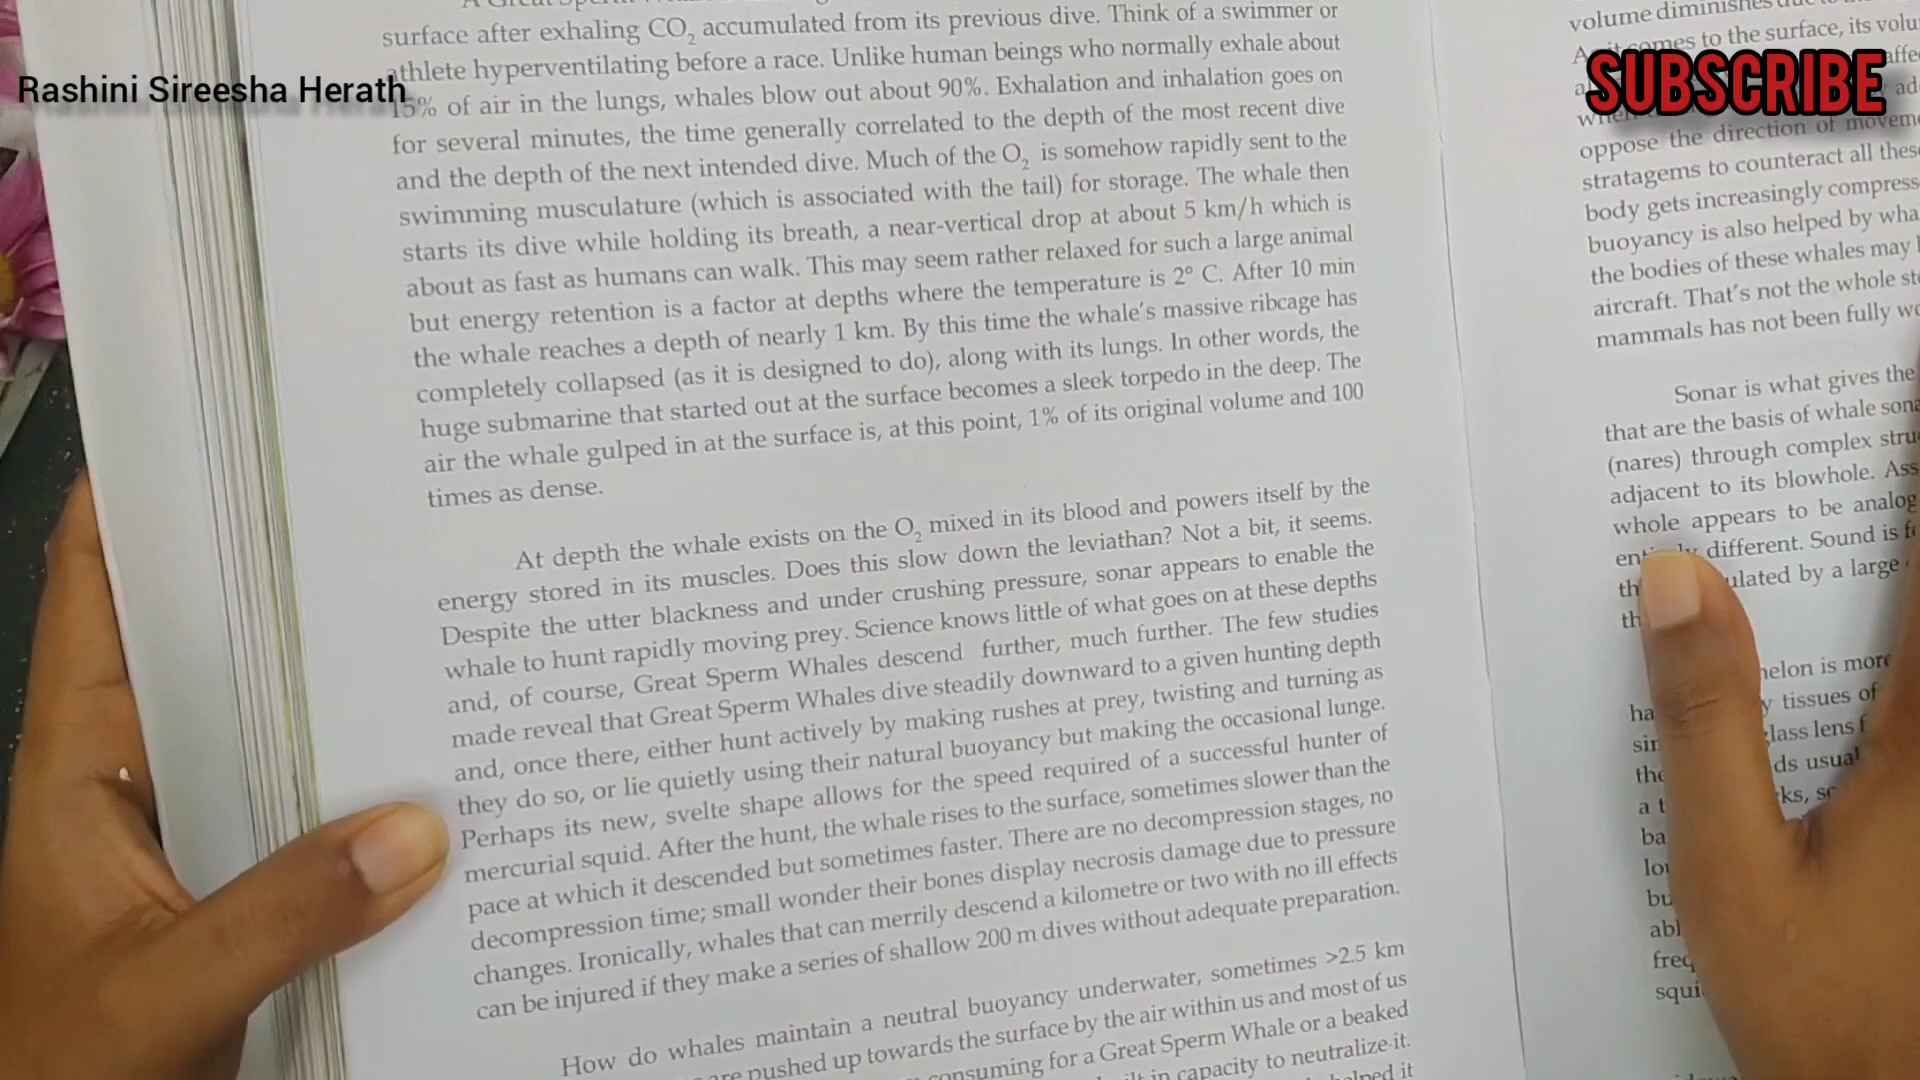 Rashini Sireesha Herath
SUBSCRIBE
surface after exhaling CO₂ accumulated from its previous dive. Think of a swimmer or
athlete hyperventilating before a race. Unlike human beings who normally exhale about
15% of air in the lungs, whales blow out about 90%. Exhalation and inhalation goes on
for several minutes, the time generally correlated to the depth of the most recent dive
and the depth of the next intended dive. Much of the O₂ is somehow rapidly sent to the
swimming musculature (which is associated with the tail) for storage. The whale then
starts its dive while holding its breath, a near-vertical drop at about 5 km/h which is
about as fast as humans can walk. This may seem rather relaxed for such a large animal
but energy retention is a factor at depths where the temperature is 2° C. After 10 min
the whale reaches a depth of nearly 1 km. By this time the whale's massive ribcage has
completely collapsed (as it is designed to do), along with its lungs. In other words, the
huge submarine that started out at the surface becomes a sleek torpedo in the deep. The
air the whale gulped in at the surface is, at this point, 1% of its original volume and 100
times as dense.
At depth the whale exists on the O₂ mixed in its blood and powers itself by the
energy stored in its muscles. Does this slow down the leviathan? Not a bit, it seems.
Despite the utter blackness and under crushing pressure, sonar appears to enable the
whale to hunt rapidly moving prey. Science knows little of what goes on at these depths
and, of course, Great Sperm Whales descend further, much further. The few studies
made reveal that Great Sperm Whales dive steadily downward to a given hunting depth
and, once there, either hunt actively by making rushes at prey, twisting and turning as
they do so, or lie quietly using their natural buoyancy but making the occasional lunge.
Perhaps its new, svelte shape allows for the speed required of a successful hunter of
mercurial squid. After the hunt, the whale rises to the surface, sometimes slower than the
pace at which it descended but sometimes faster. There are no decompression stages, no
decompression time; small wonder their bones display necrosis damage due to pressure
changes. Ironically, whales that can merrily descend a kilometre or two with no ill effects
can be injured if they make a series of shallow 200 m dives without adequate preparation.
How do whales maintain a neutral buoyancy underwater, sometimes >2.5 km
pushed up towards the surface by the air within us and most of us
for a Great Sperm Whale or a beaked
in capacity to neutralize it.
it
volume diminishes
comes to the surface, its
oppose the direction of
stratagems to counteract all
body gets increasingly
buoyancy is also helped by
the bodies of these whales may
aircraft. That's not the whole
mammals has not been fully
Sonar is what gives the
that are the basis of whale
(nares) through complex
adjacent to its blowhole.
whole appears to be
different. Sound is
by a large
is more
tissues of
lens